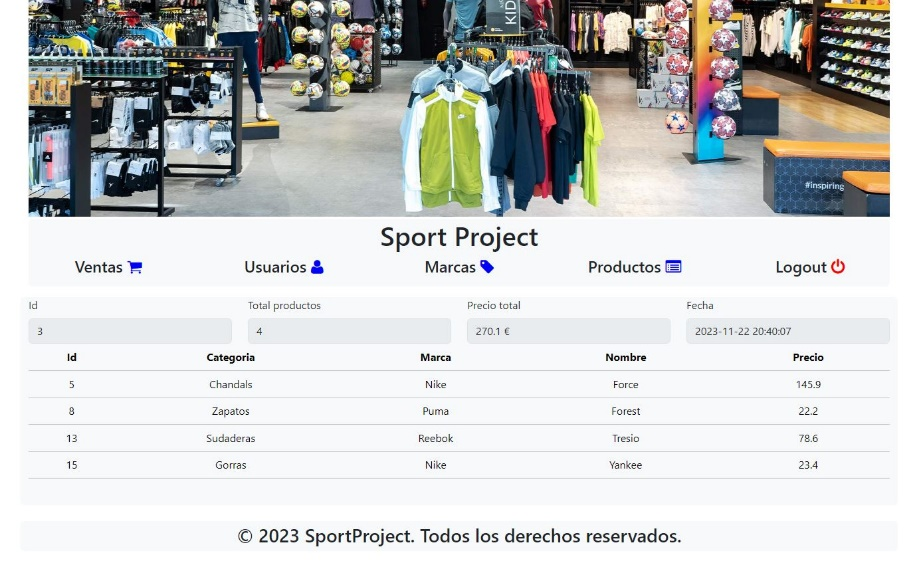 KID
#inspiring
Sport Project
Ventas Usuarios Marcas Productos Logout
Id Total productos Precio total Fecha
3 4 270.1 € 2023-11-22 20:40:07
Id Categoria Marca Nombre Precio
5 Chandals Nike Force 145.9
8 Zapatos Puma Forest 22.2
13 Sudaderas Reebok Tresio 78.6
15 Gorras Nike Yankee 23.4
© 2023 SportProject. Todos los derechos reservados.